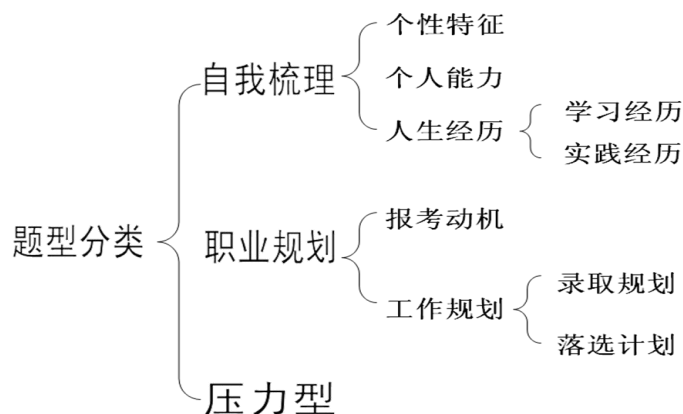 题型分类
自我梳理
个性特征
个人能力
人生经历
学习经历
实践经历
职业规划
报考动机
工作规划
录取规划
落选计划
压力型